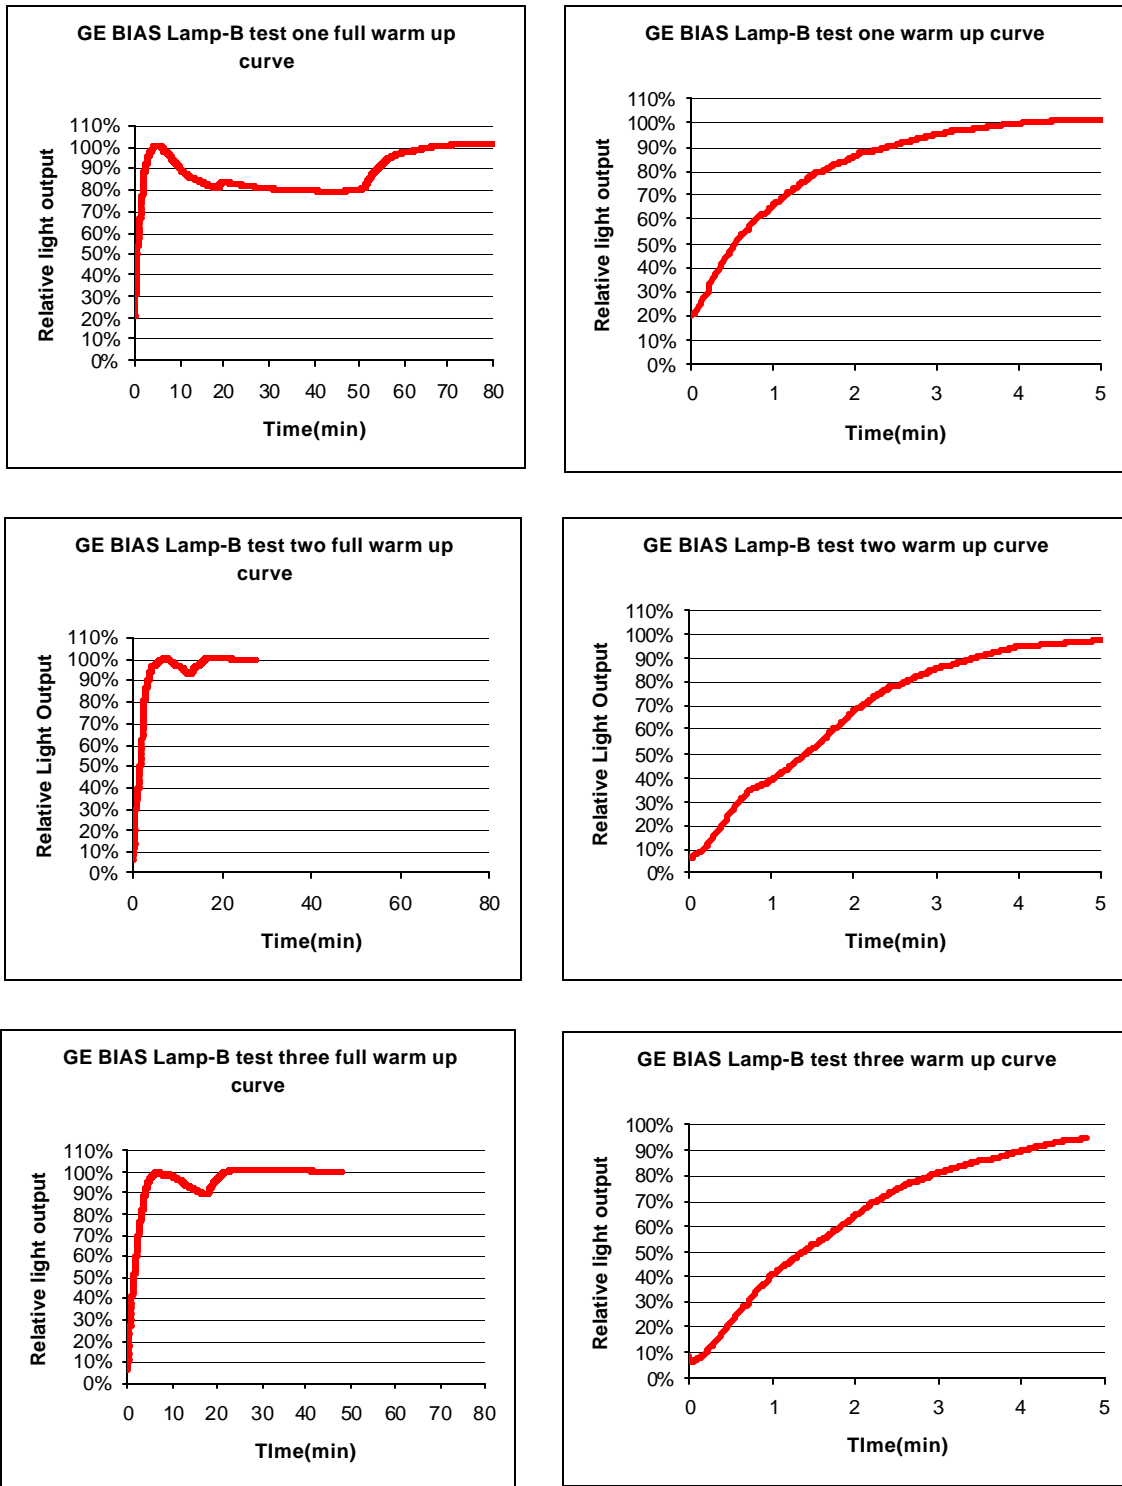 GE BIAS Lamp-B test one full warm up
curve
Relative light output
110%
100%
90%
80%
70%
60%
50%
40%
30%
20%
10%
0%
0 10 20 30 40 50 60 70 80
Time(min)
GE BIAS Lamp-B test one warm up curve
Relative light output
110%
100%
90%
80%
70%
60%
50%
40%
30%
20%
10%
0%
0 1 2 3 4 5
Time(min)
GE BIAS Lamp-B test two full warm up
curve
Relative Light Output
110%
100%
90%
80%
70%
60%
50%
40%
30%
20%
10%
0%
0 20 40 60 80
Time(min)
GE BIAS Lamp-B test two warm up curve
Relative Light Output
110%
100%
90%
80%
70%
60%
50%
40%
30%
20%
10%
0%
0 1 2 3 4 5
Time(min)
GE BIAS Lamp-B test three full warm up
curve
Relative light output
110%
100%
90%
80%
70%
60%
50%
40%
30%
20%
10%
0%
0 10 20 30 40 50 60 70 80
TIme(min)
GE BIAS Lamp-B test three warm up curve
Relative light output
100%
90%
80%
70%
60%
50%
40%
30%
20%
10%
0%
0 1 2 3 4 5
TIme(min)